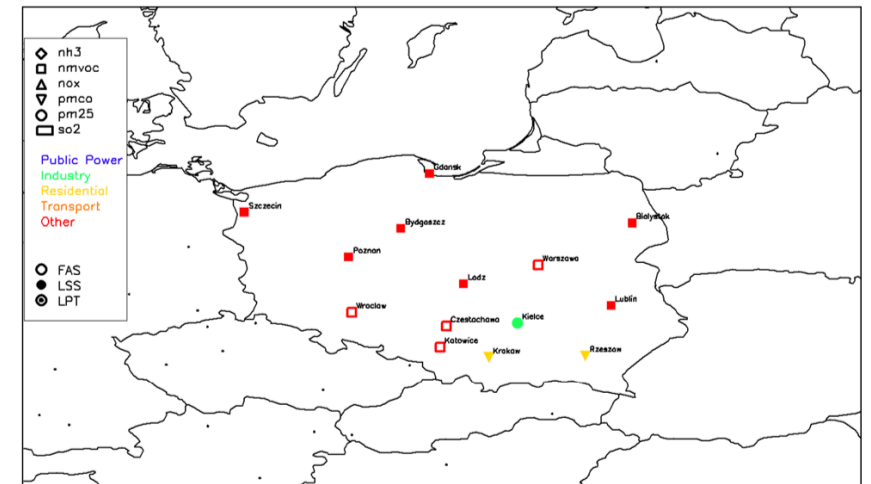 nh3
nmvoc
nox
pmco
pm25
so2
Public Power
Industry
Residential
Transport
Other
FAS
LSS
LPT
Gdansk
Szczecin
Bialystok
Bydgoszcz
Poznan
Warszawa
Lodz
Lublin
Wroclaw
Kielce
Czestochowa
Katowice
Krakow
Rzeszow